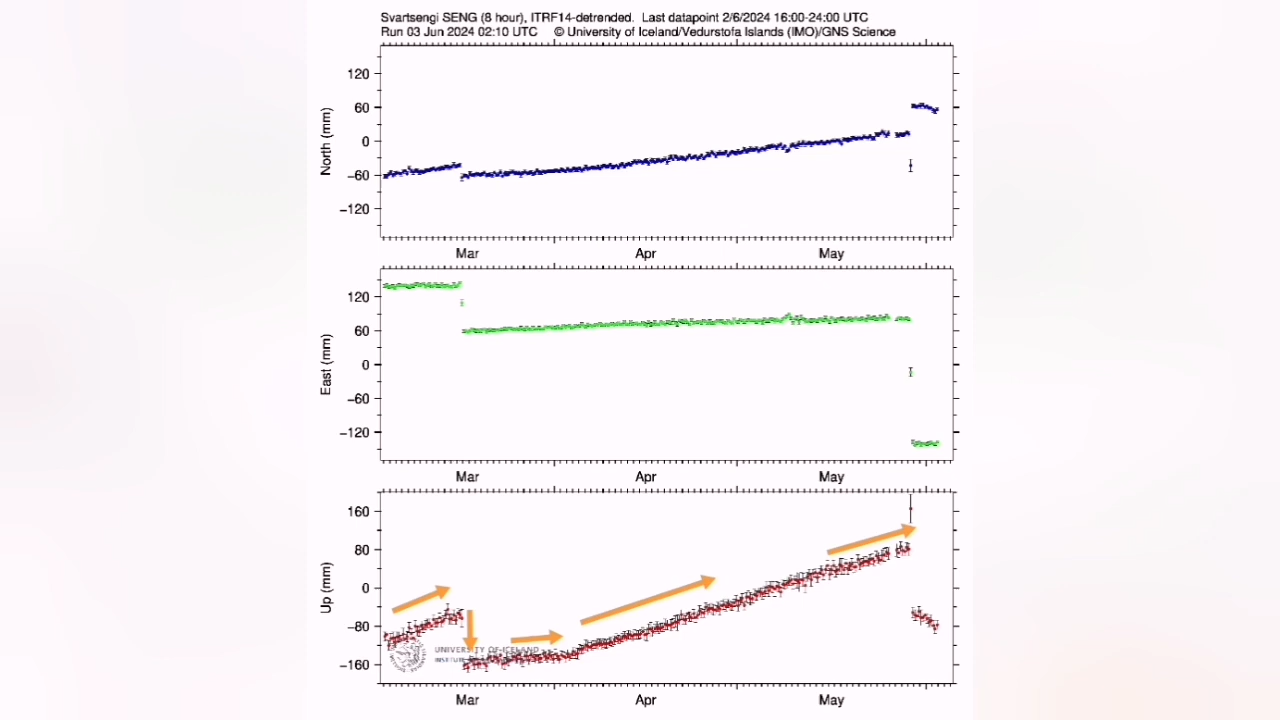 Svartsengi SENG (8 hour), ITRF14-detrended. Last datapoint 2/6/2024 16:00-24:00 UTC
Run 03 Jun 2024 02:10 UTC © University of Iceland/Vedurstofa Islands (IMO)/GNS Science
North (mm)
120
60
0
−60
−120
Mar Apr May
East (mm)
120
60
0
−60
−120
Mar Apr May
Up (mm)
160
80
0
−80
−160
UNIVERSITY OF ICELAND
Mar Apr May